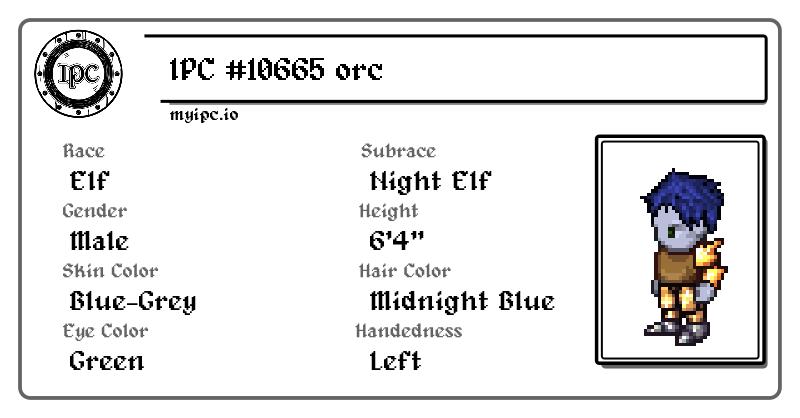 IPC
IPC #10665 orc
myipc.io
Race
Elf
Subrace
Night Elf
Gender
Male
Height
6'4"
Skin Color
Blue-Grey
Hair Color
Midnight Blue
Eye Color
Green
Handedness
Left